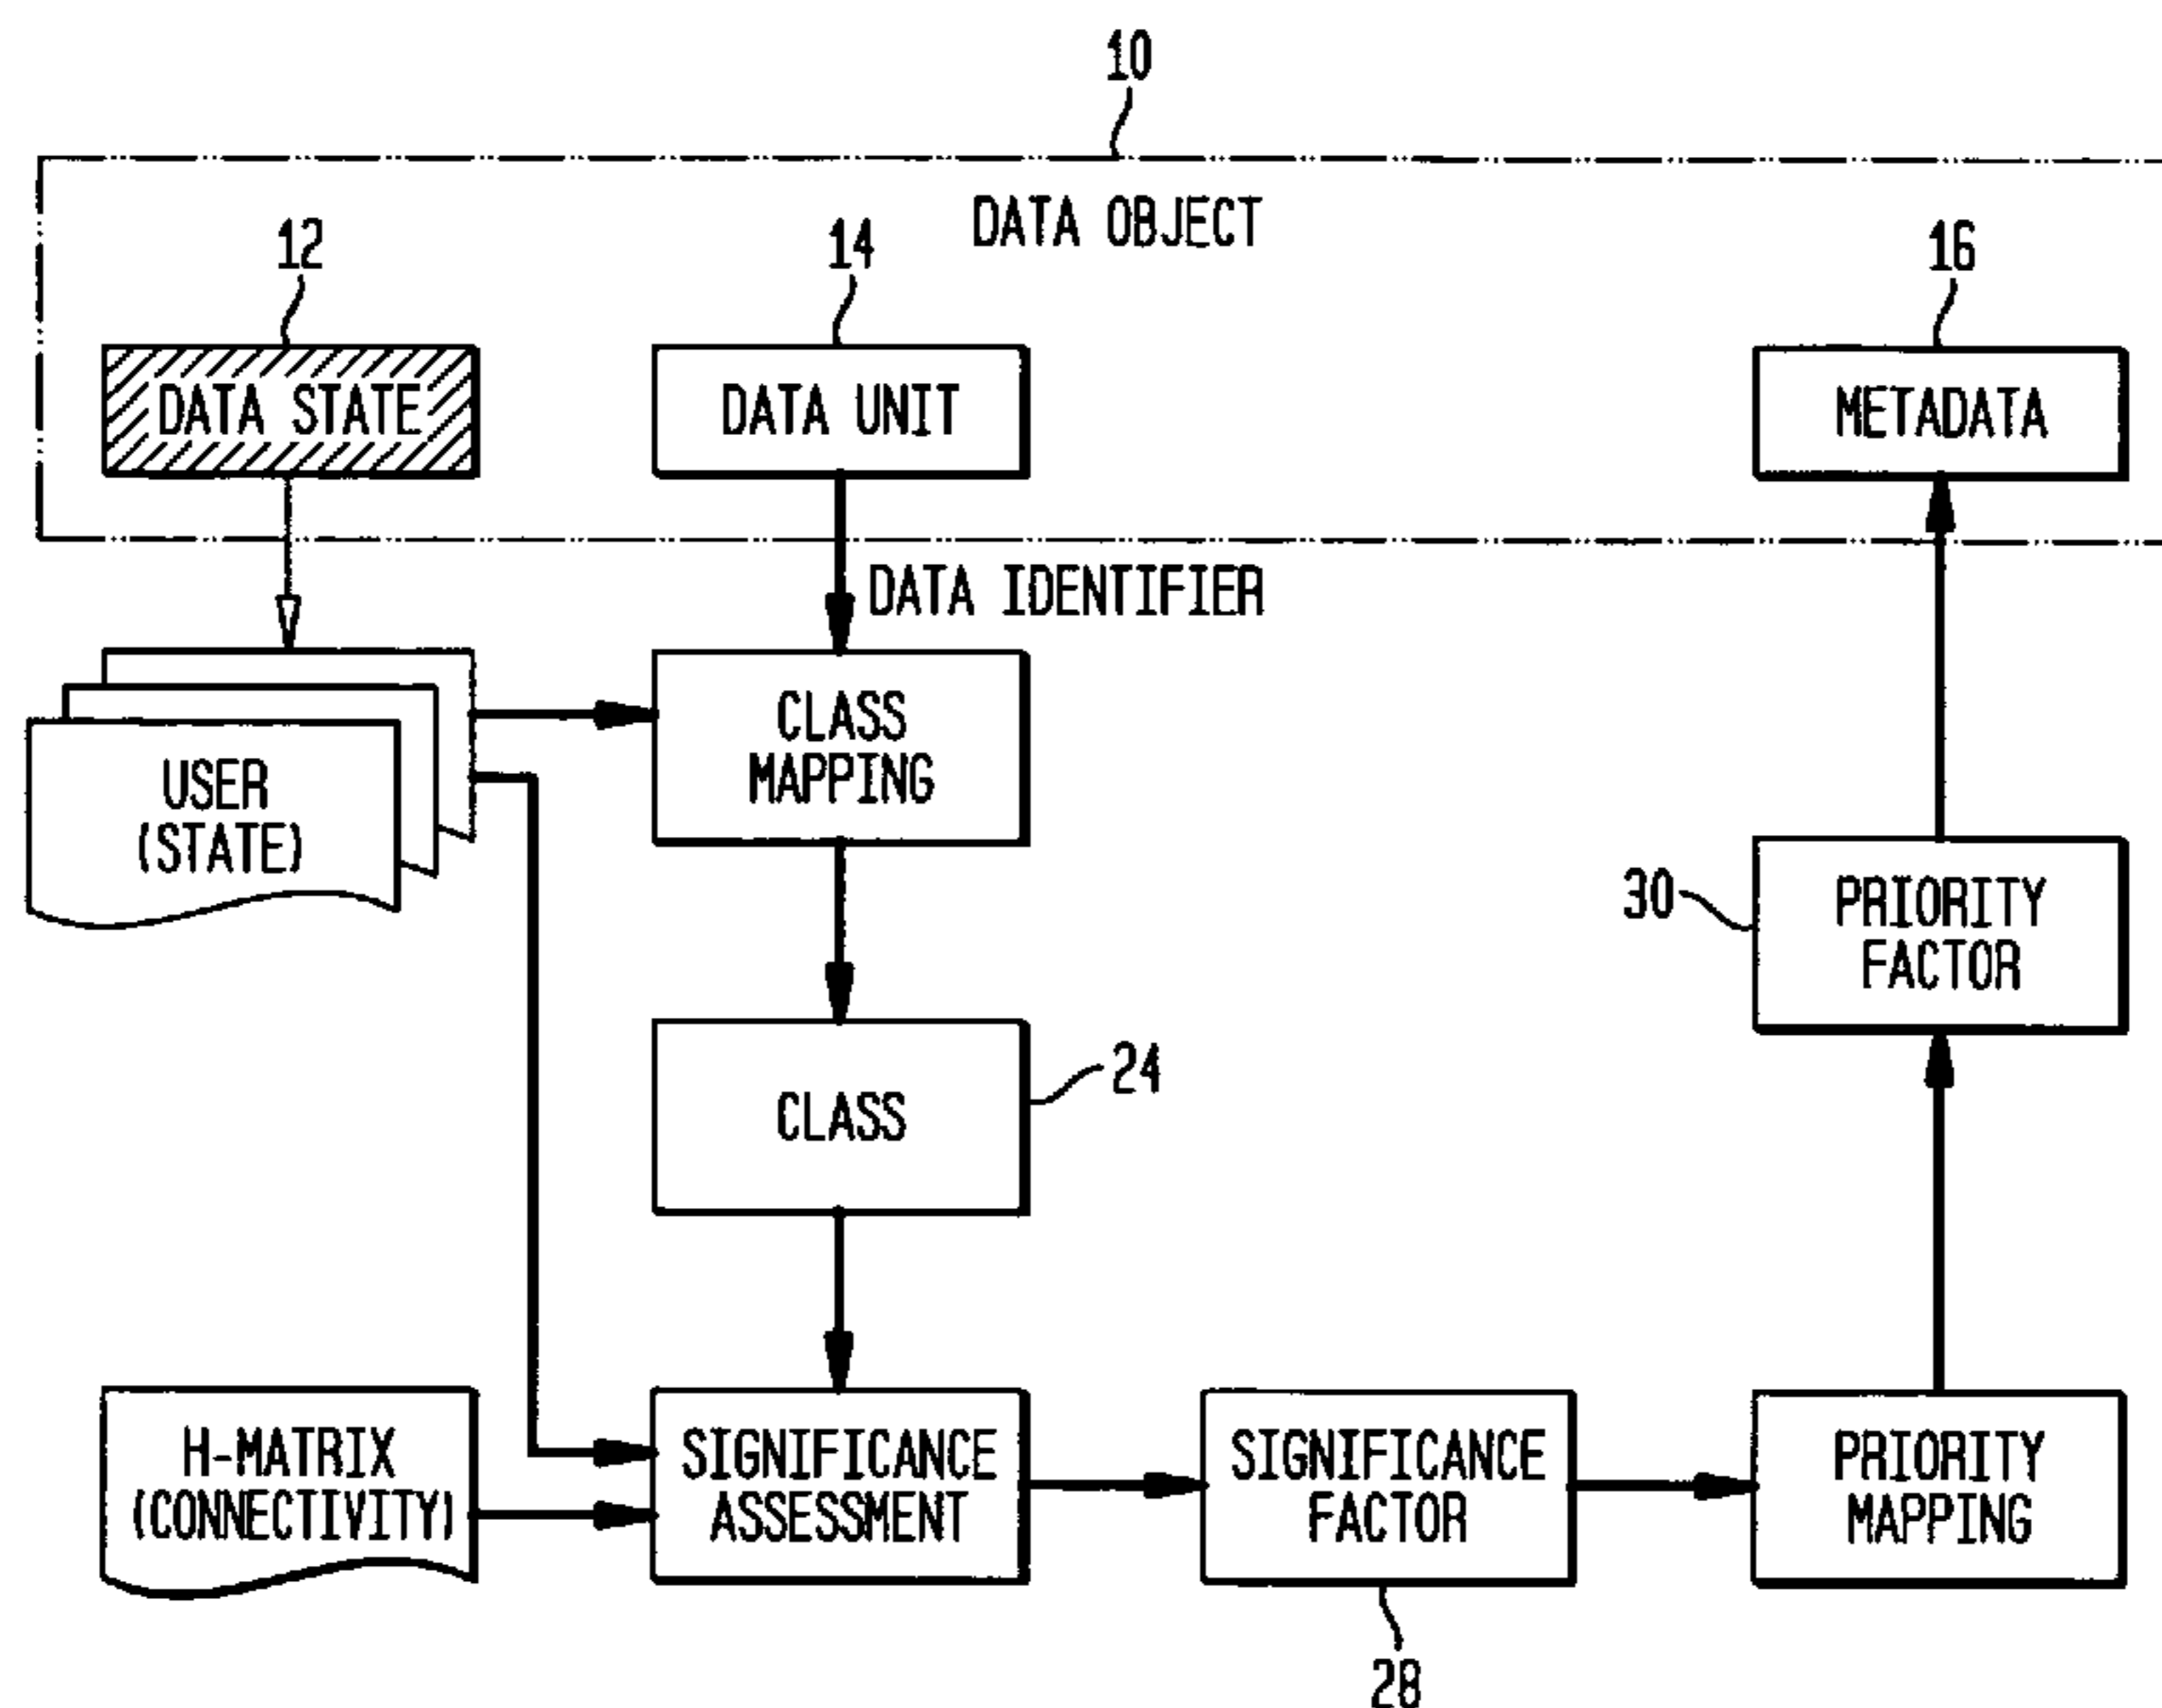 10
DATA OBJECT
12
14
16
DATA STATE
DATA UNIT
METADATA
DATA IDENTIFIER
USER
(STATE)
CLASS
MAPPING
30
PRIORITY
FACTOR
CLASS
24
H-MATRIX
(CONNECTIVITY)
SIGNIFICANCE
ASSESSMENT
SIGNIFICANCE
FACTOR
PRIORITY
MAPPING
28